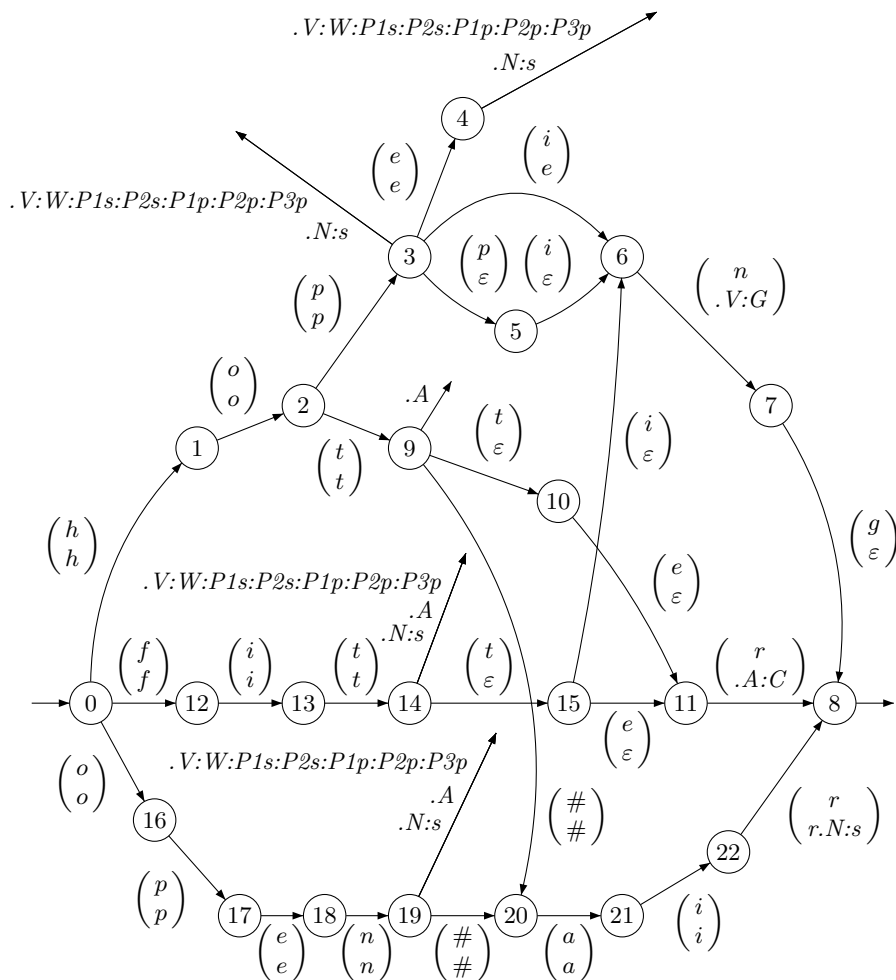 .V:W:P1s:P2s:P1p:P2p:P3p
.N:s
4
( e e )
( i e )
.V:W:P1s:P2s:P1p:P2p:P3p
.N:s
3
( p ε ) ( i ε )
6
( n .V:G )
( p p )
5
( o o )
2
.A
7
1
( t t )
9
( t ε )
( i ε )
10
( h h )
( g ε )
.V:W:P1s:P2s:P1p:P2p:P3p
.A
.N:s
( e ε )
( f f )
( i i )
( t t )
( t ε )
( r .A:C )
0
12
13
14
15
11
8
( e ε )
.V:W:P1s:P2s:P1p:P2p:P3p
.A
.N:s
( o o )
16
( # # )
( r r.N:s )
22
( p p )
17
18
19
20
21
( i i )
( e e )
( n n )
( # # )
( a a )